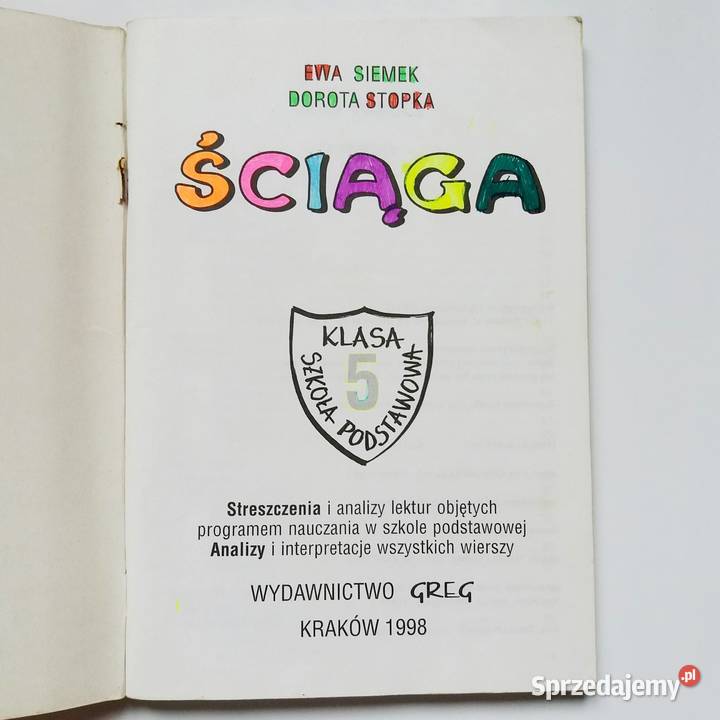 EWA SIEMEK
DOROTA STOPKA
ŚCIĄGA
KLASA
5
SZKOŁA PODSTAWOWA
Streszczenia i analizy lektur objętych
programem nauczania w szkole podstawowej
Analizy i interpretacje wszystkich wierszy
WYDAWNICTWO GREG
KRAKÓW 1998
Sprzedajemy.pl